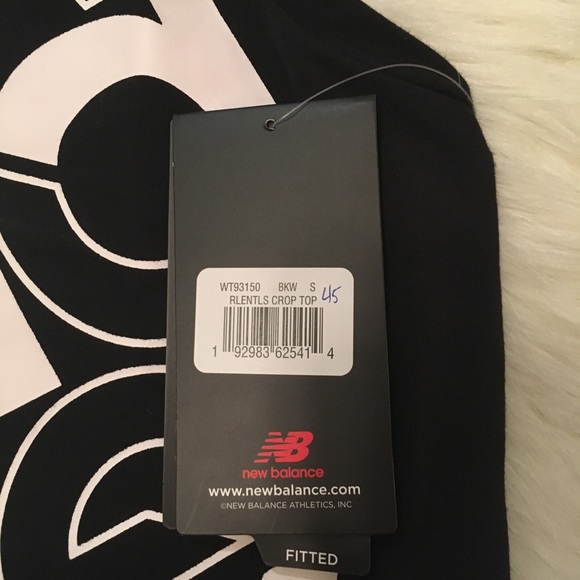 WT93150 BKW S
RLENTLS CROP TOP 45
1 92983 62541 4
NB
new balance
www.newbalance.com
©NEW BALANCE ATHLETICS, INC
FITTED